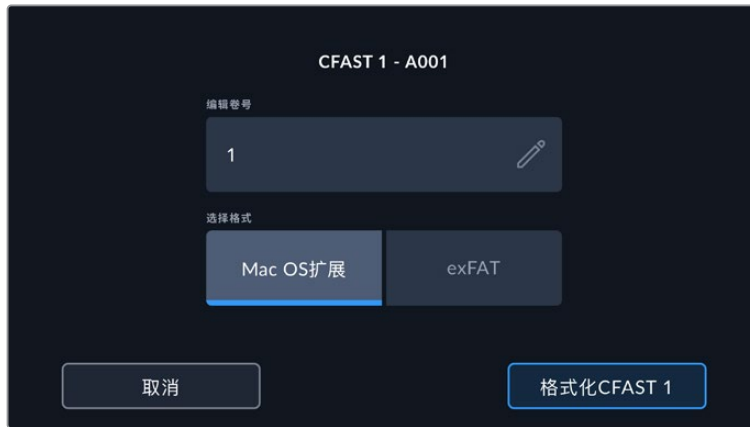 CFAST 1 - A001
编辑卷号
1
选择格式
Mac OS扩展
exFAT
取消
格式化CFAST 1